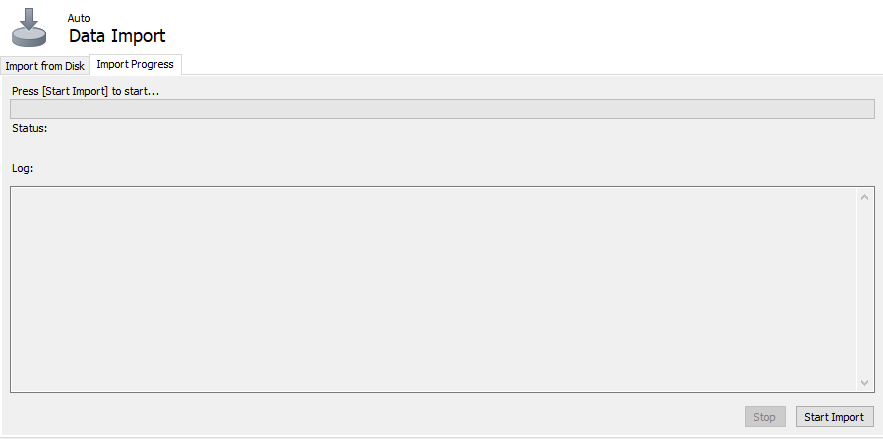 Auto
Data Import
Import from Disk
Import Progress
Press [Start Import] to start...
Status:
Log:
Stop
Start Import